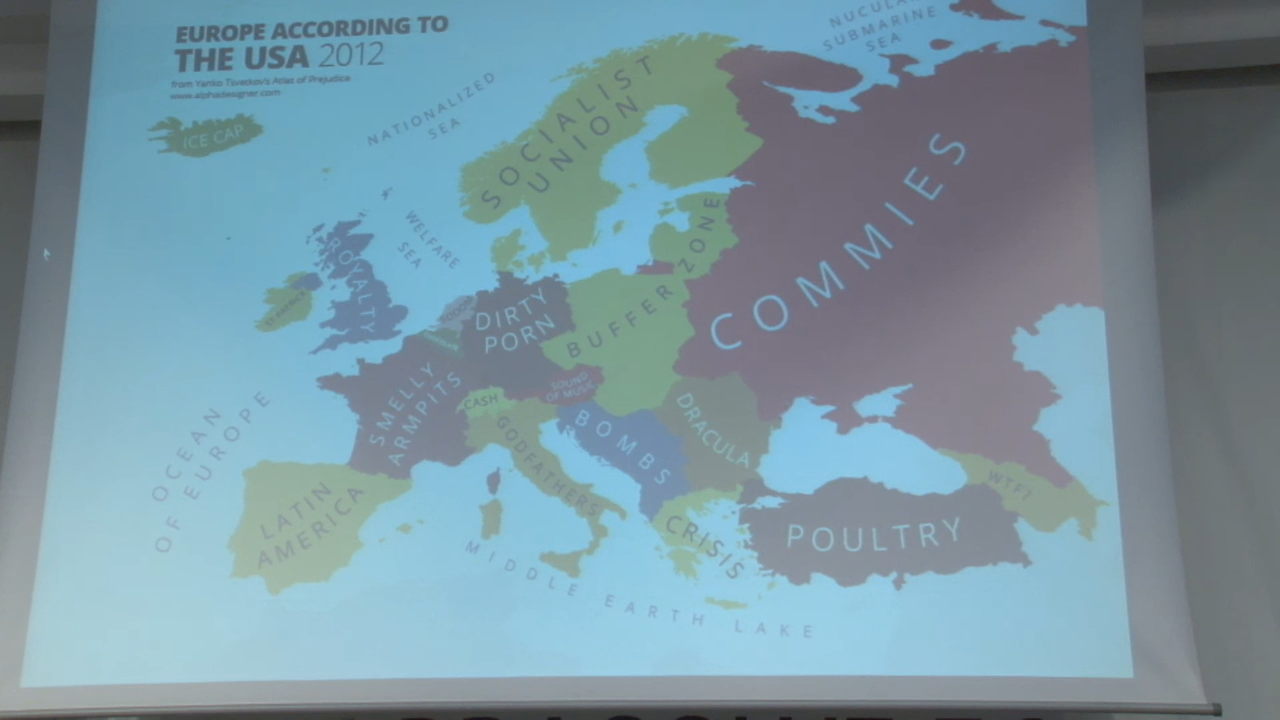 EUROPE ACCORDING TO
THE USA 2012
from Yanko Tsvetkov's Atlas of Prejudice
www.alphadesigner.com
NUCULAR
SUBMARINE
SEA
ICE CAP
NATIONALIZED
SEA
SOCIALIST
UNION
WELFARE
SEA
ROYALTY
COMMIES
BUFFER ZONE
DIRTY
PORN
SMELLY
ARMPITS
CASH
SOUND
OF MUSIC
BOMBS
DRACULA
GODFATHERS
OCEAN
OF EUROPE
LATIN
AMERICA
CRISIS
POULTRY
WTF?
MIDDLE EARTH LAKE